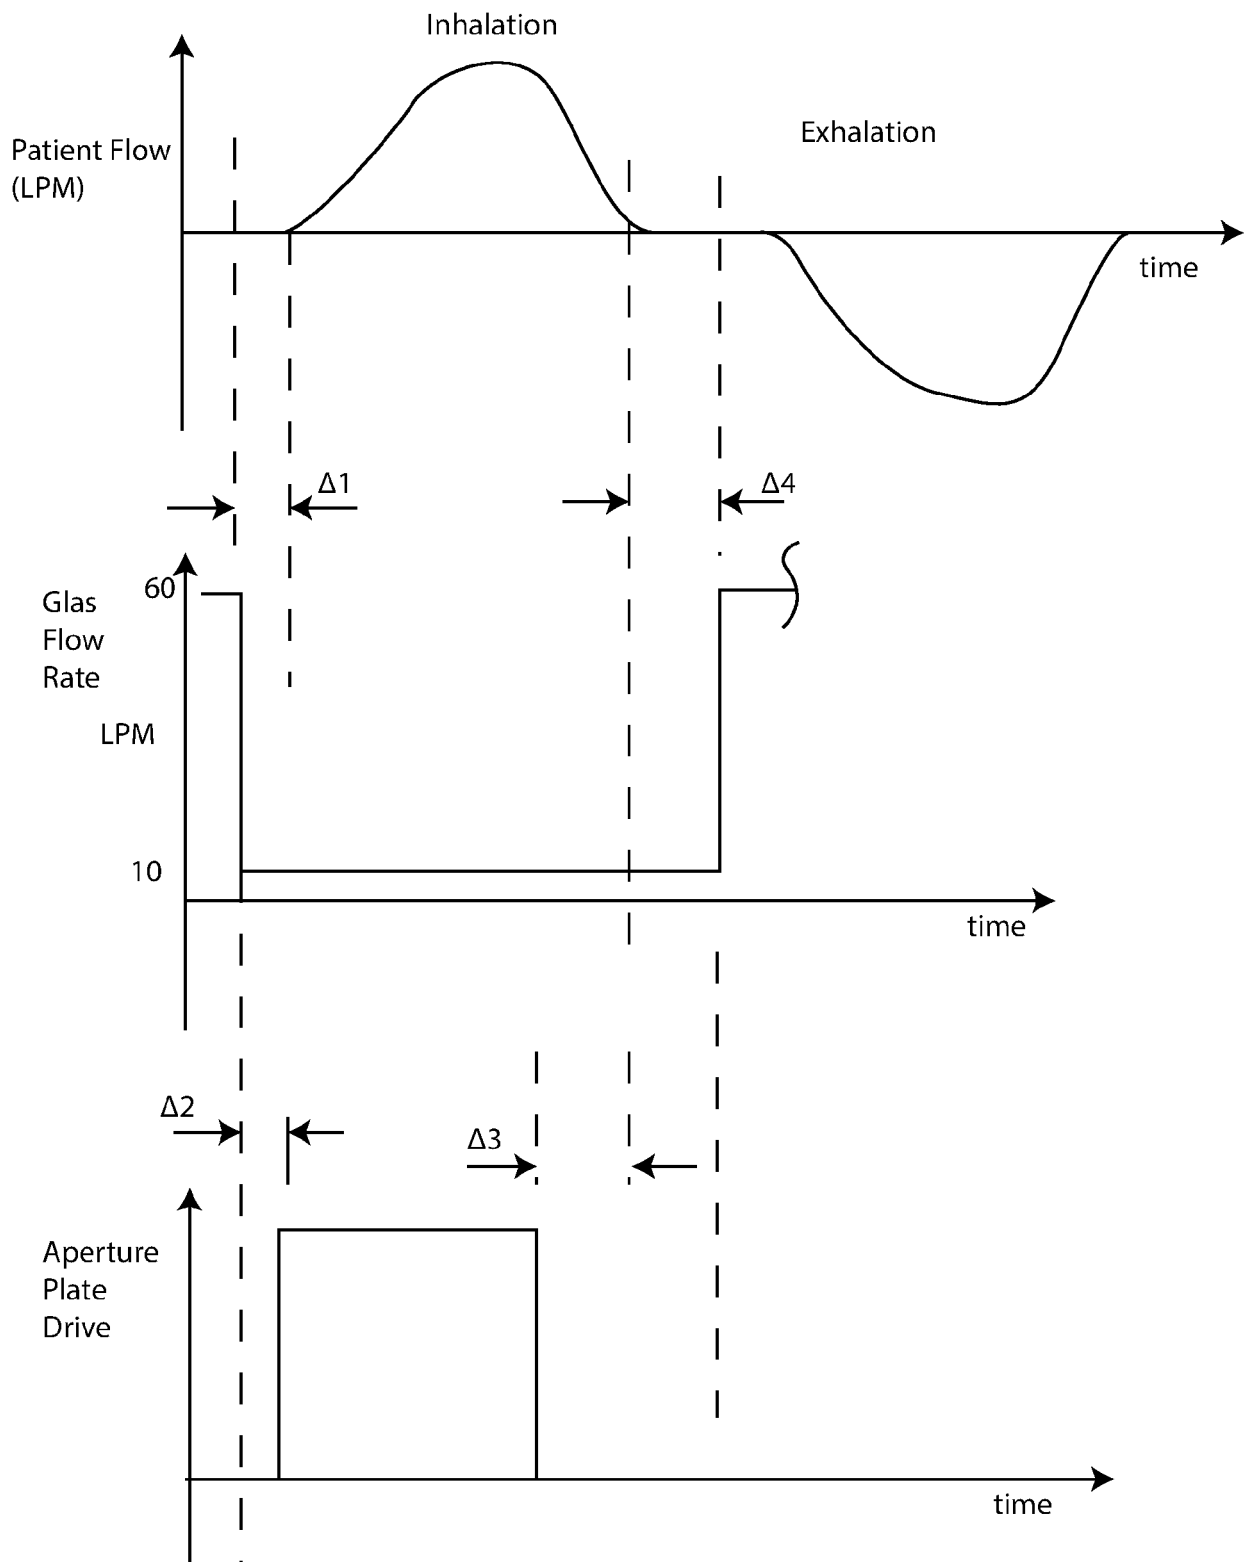 Inhalation
Patient Flow
(LPM)
Exhalation
time
Δ1
Δ4
60
Glas
Flow
Rate
LPM
10
time
Δ2
Δ3
Aperture
Plate
Drive
time